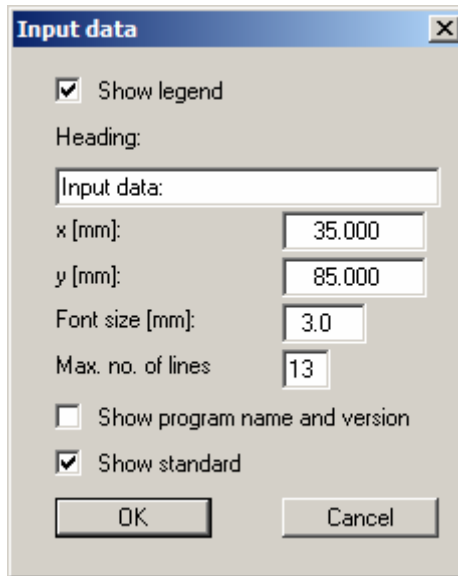 Input data
Show legend
Heading:
Input data:
x [mm]: 35.000
y [mm]: 85.000
Font size [mm]: 3.0
Max. no. of lines 13
Show program name and version
Show standard
OK Cancel